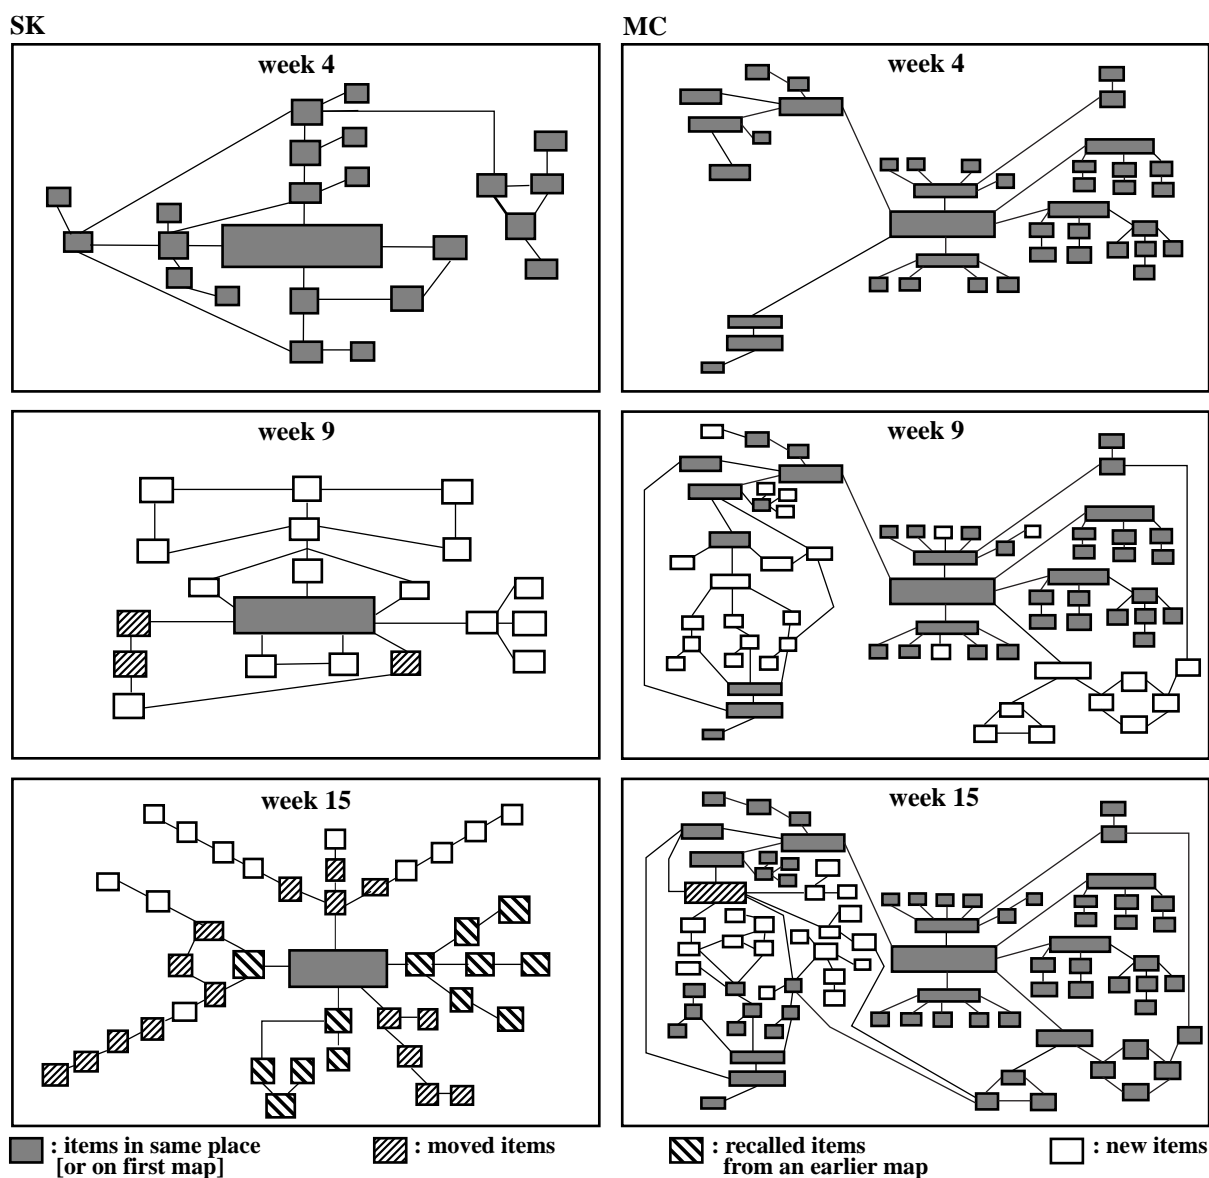 SK
MC
week 4
week 4
week 9
week 9
week 15
week 15
: items in same place
[or on first map]
: moved items
: recalled items
from an earlier map
: new items